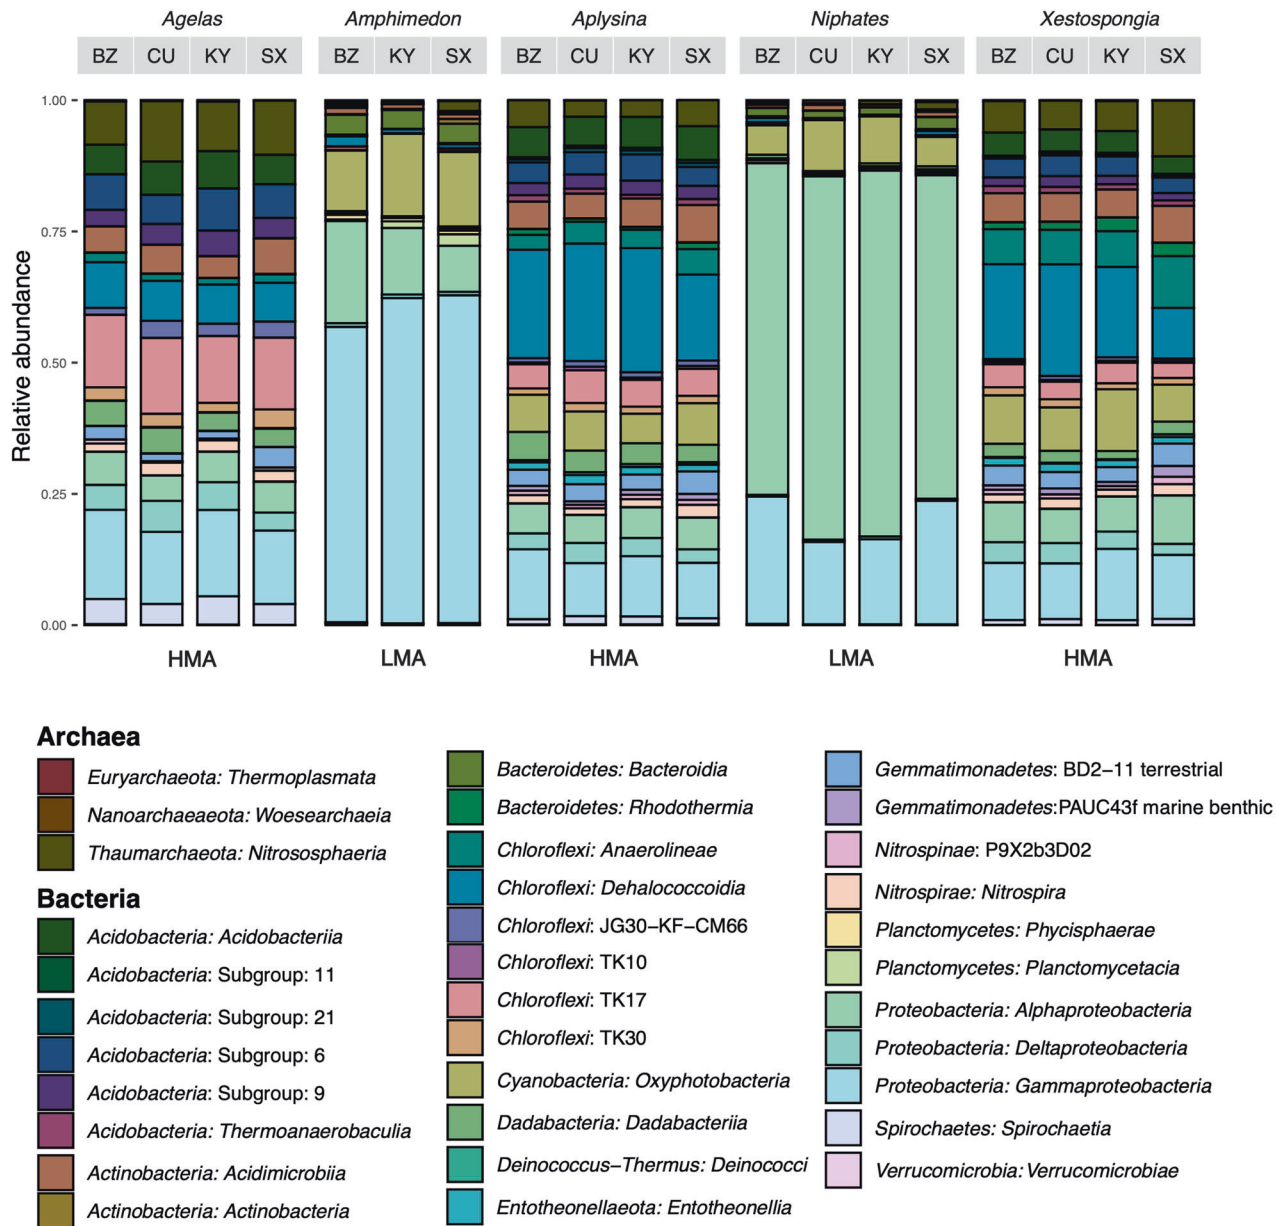 Agelas Amphimedon Aplysina Niphates Xestospongia
BZ CU KY SX BZ KY SX BZ CU KY SX BZ CU KY SX BZ CU KY SX
1.00
0.75
0.50
0.25
0.00
Relative abundance
HMA LMA HMA LMA HMA
Archaea
Euryarchaeota: Thermoplasmata
Nanoarchaeaeota: Woesearchaeia
Thaumarchaeota: Nitrososphaeria
Bacteria
Acidobacteria: Acidobacteriia
Acidobacteria: Subgroup: 11
Acidobacteria: Subgroup: 21
Acidobacteria: Subgroup: 6
Acidobacteria: Subgroup: 9
Acidobacteria: Thermoanaerobaculia
Actinobacteria: Acidimicrobiia
Actinobacteria: Actinobacteria
Bacteroidetes: Bacteroidia
Bacteroidetes: Rhodothermia
Chloroflexi: Anaerolineae
Chloroflexi: Dehalococcoidia
Chloroflexi: JG30−KF−CM66
Chloroflexi: TK10
Chloroflexi: TK17
Chloroflexi: TK30
Cyanobacteria: Oxyphotobacteria
Dadabacteria: Dadabacteriia
Deinococcus−Thermus: Deinococci
Entotheonellaeota: Entotheonellia
Gemmatimonadetes: BD2−11 terrestrial
Gemmatimonadetes:PAUC43f marine benthic
Nitrospinae: P9X2b3D02
Nitrospirae: Nitrospira
Planctomycetes: Phycisphaerae
Planctomycetes: Planctomycetacia
Proteobacteria: Alphaproteobacteria
Proteobacteria: Deltaproteobacteria
Proteobacteria: Gammaproteobacteria
Spirochaetes: Spirochaetia
Verrucomicrobia: Verrucomicrobiae